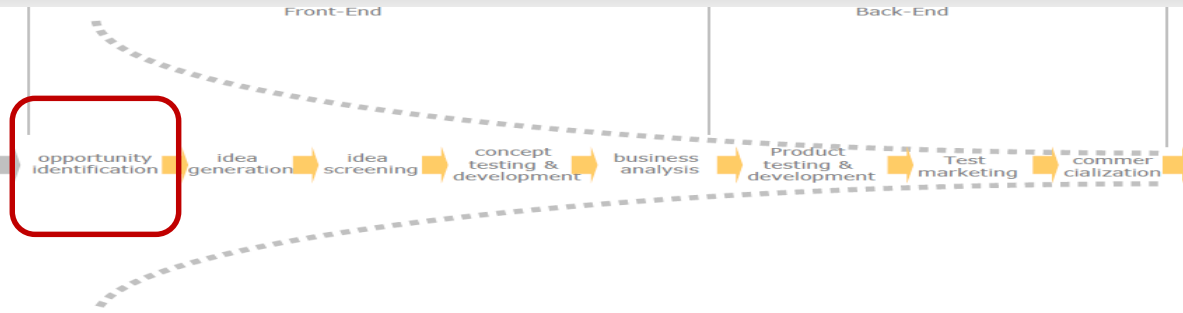 Front-End
Back-End
opportunity
identification
idea
generation
idea
screening
concept
testing &
development
business
analysis
Product
testing &
development
Test
marketing
commer
cialization